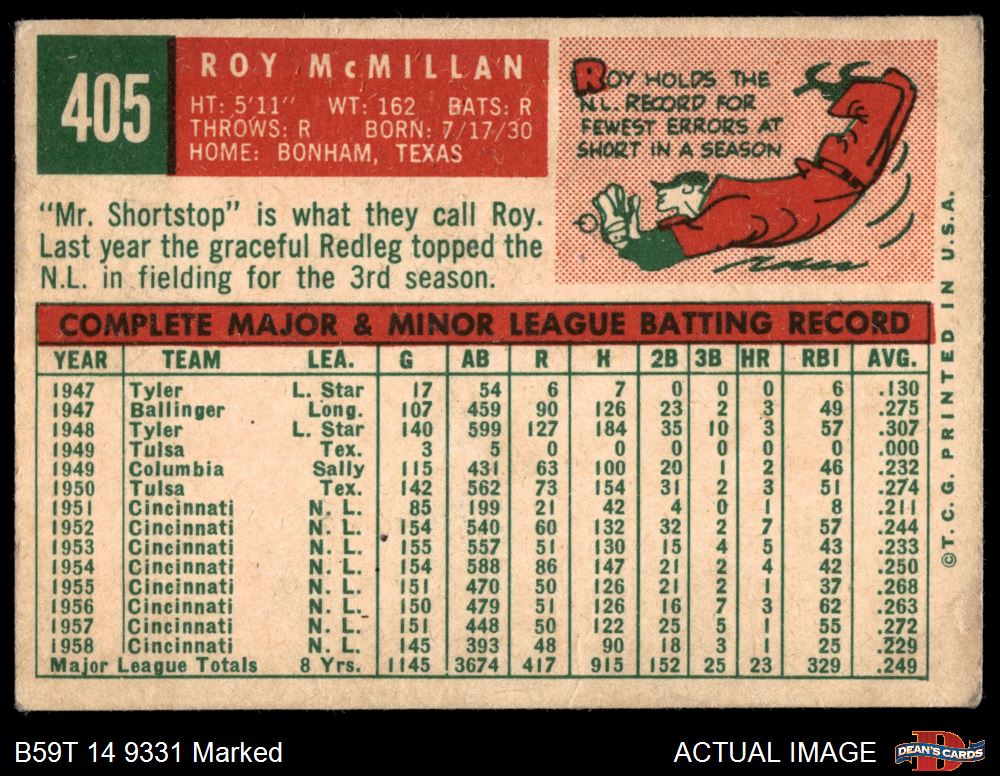 405
ROY McMILLAN
HT: 5'11" WT: 162 BATS: R
THROWS: R BORN: 7/17/30
HOME: BONHAM, TEXAS
ROY HOLDS THE
N.L. RECORD FOR
FEWEST ERRORS AT
SHORT IN A SEASON
"Mr. Shortstop" is what they call Roy.
Last year the graceful Redleg topped the
N.L. in fielding for the 3rd season.
COMPLETE MAJOR & MINOR LEAGUE BATTING RECORD
YEAR TEAM LEA. G AB R H 2B 3B HR RBI AVG.
1947 Tyler L. Star 17 54 6 7 0 0 0 6 .130
1947 Ballinger Long. 107 459 90 126 23 2 3 49 .275
1948 Tyler L. Star 140 599 127 184 35 10 3 57 .307
1949 Tulsa Tex. 3 5 0 0 0 0 0 0 .000
1949 Columbia Sally 115 431 63 100 20 1 2 46 .232
1950 Tulsa Tex. 142 562 73 154 31 2 3 51 .274
1951 Cincinnati N. L. 85 199 21 42 4 0 1 8 .211
1952 Cincinnati N. L. 154 540 60 132 32 2 7 57 .244
1953 Cincinnati N. L. 155 557 51 130 15 4 5 43 .233
1954 Cincinnati N. L. 154 588 86 147 21 2 4 42 .250
1955 Cincinnati N. L. 151 470 50 126 21 2 1 37 .268
1956 Cincinnati N. L. 150 479 51 126 16 7 3 62 .263
1957 Cincinnati N. L. 151 448 50 122 25 5 1 55 .272
1958 Cincinnati N. L. 145 393 48 90 18 3 1 25 .229
Major League Totals 8 Yrs. 1145 3674 417 915 152 25 23 329 .249
©T. C. G. PRINTED IN U.S.A.
B59T 14 9331 Marked
ACTUAL IMAGE
D
DEAN'S CARDS